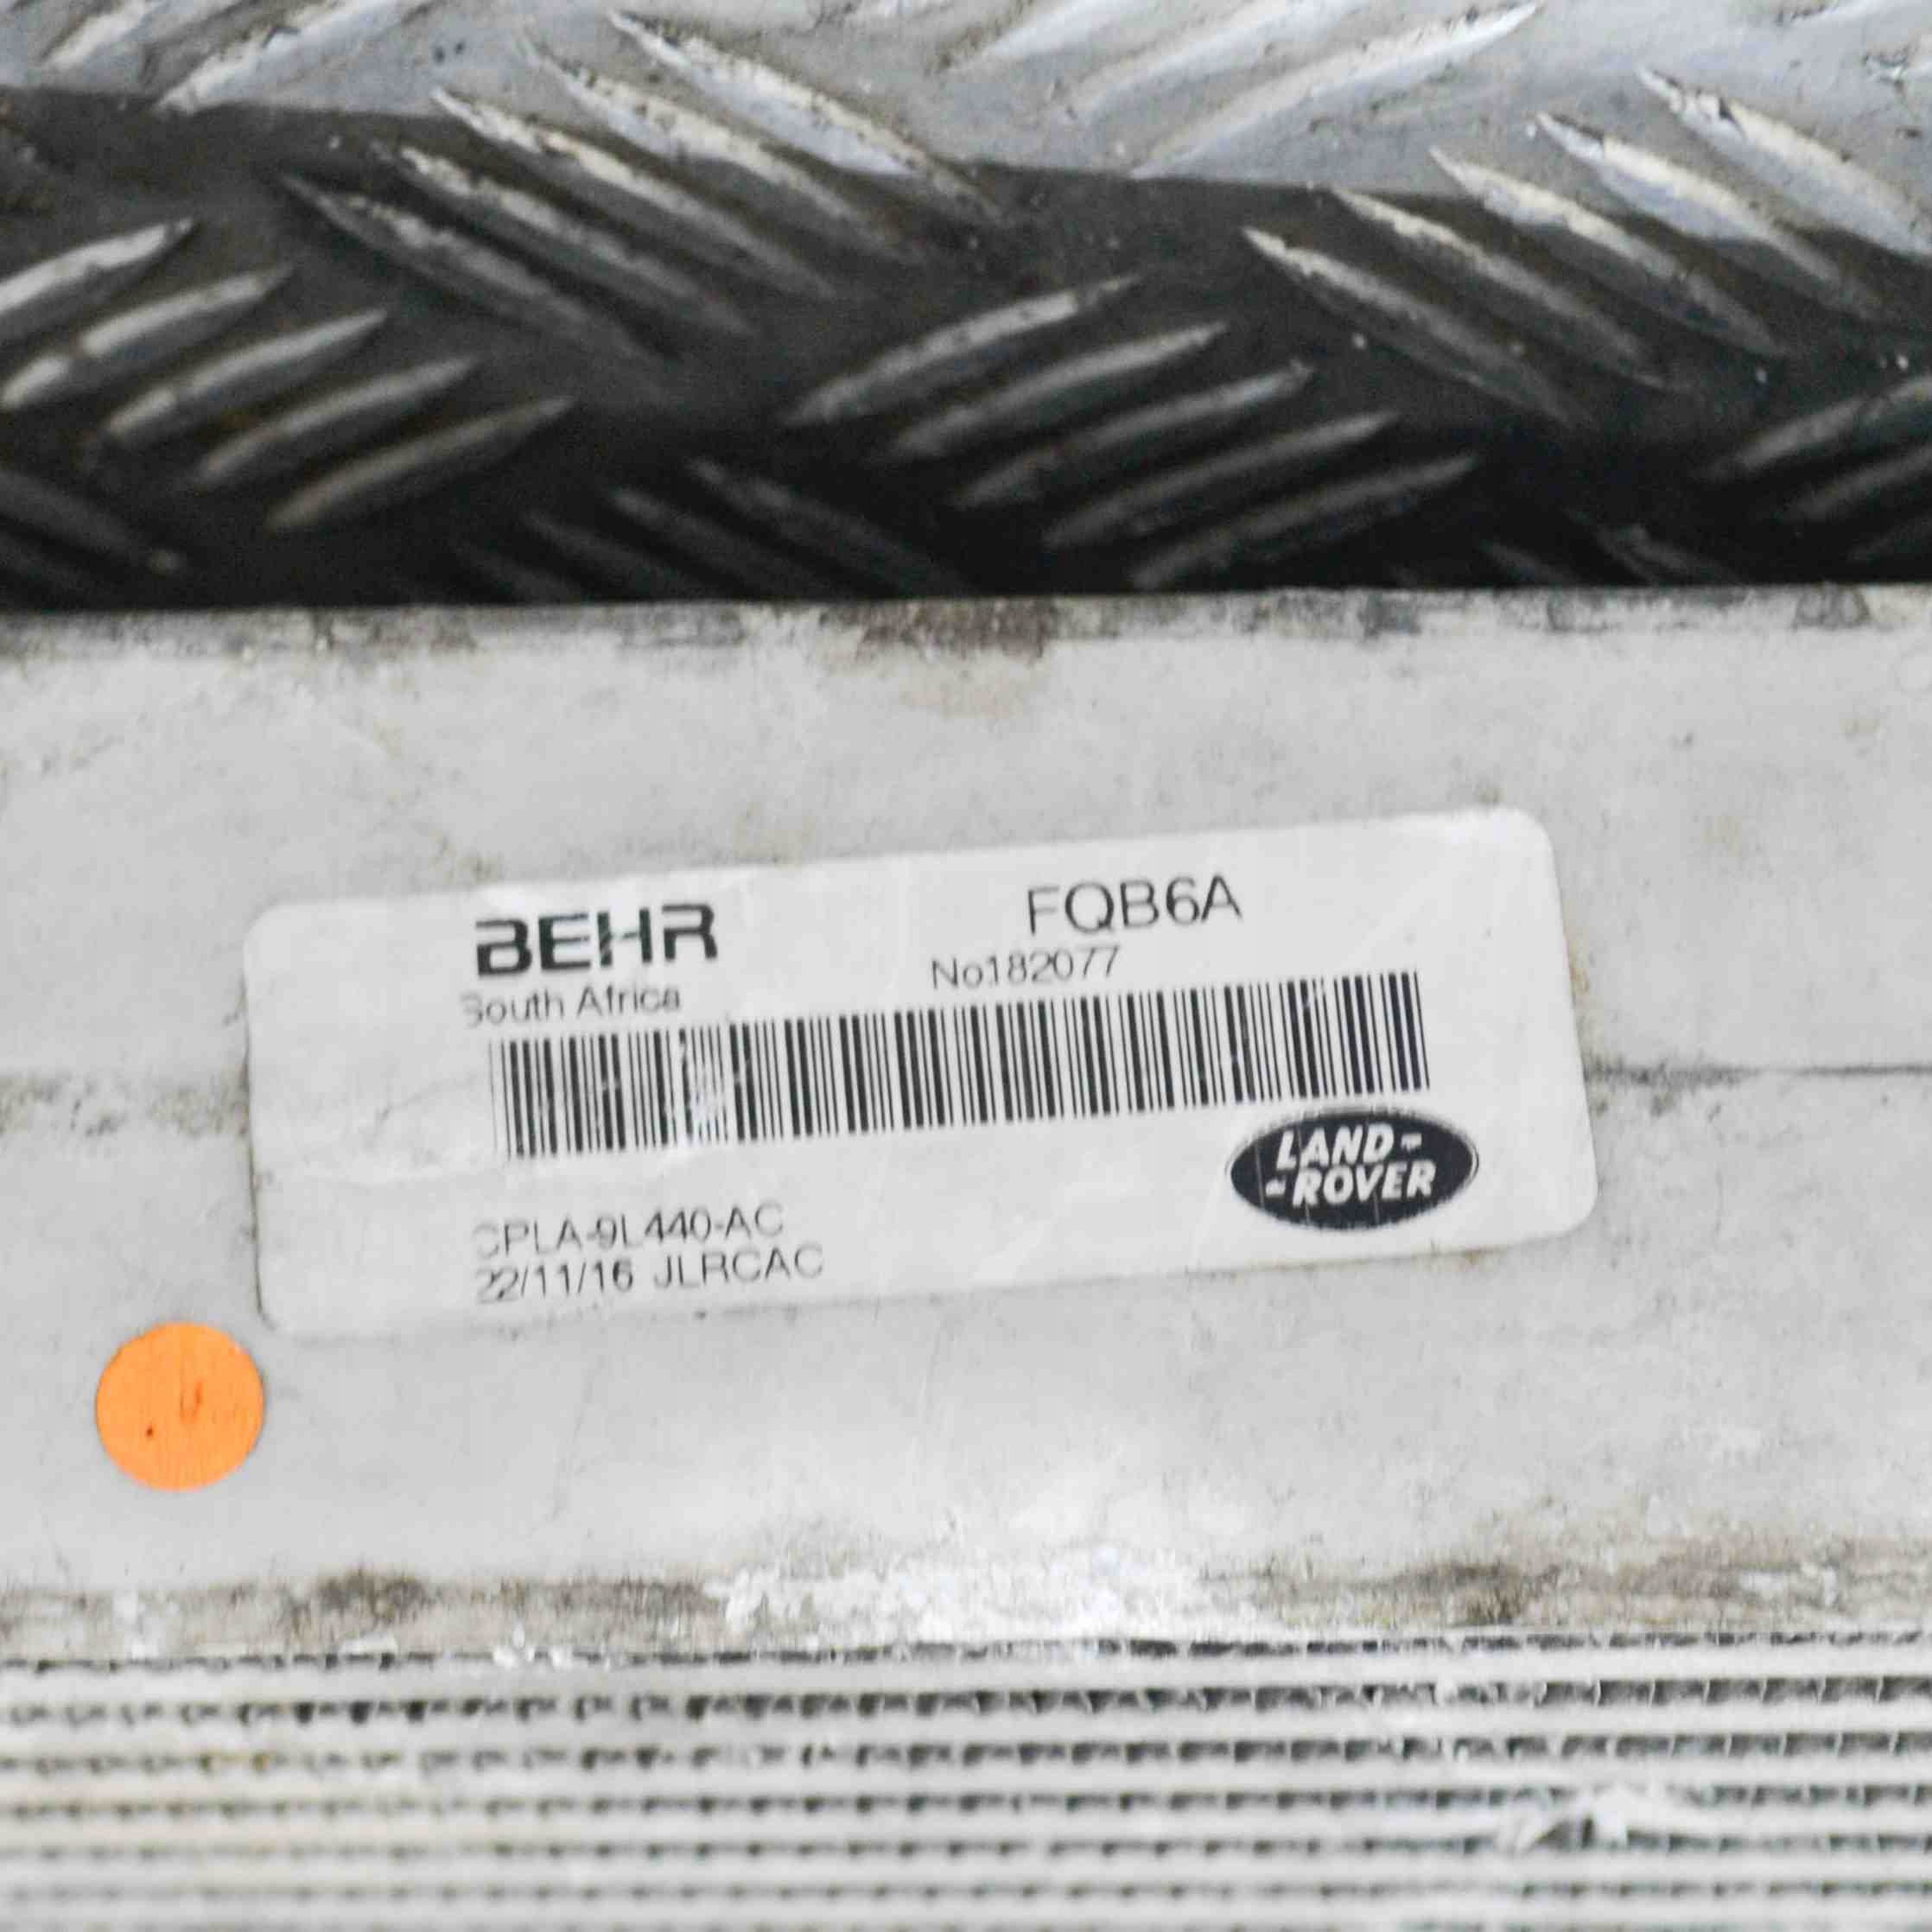 BEHR FQB6A
South Africa No182077
LAND-
-ROVER
CPLA-9L440-AC
22/11/16 JLRCAC